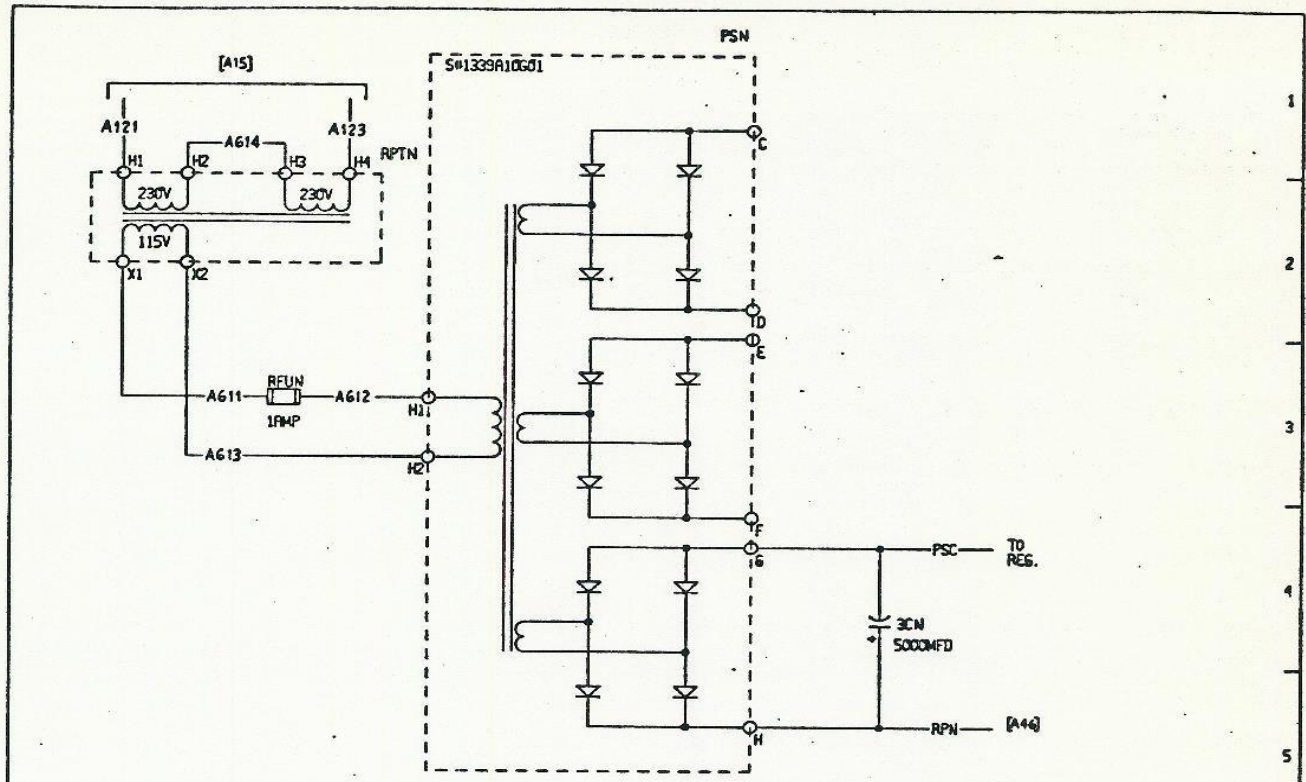 PSN
[A15]
S#1339A10G01
1
A121
A614
A123
H1
H2
H3
H4
RPTN
C
230V
230V
115V
X1
X2
2
D
E
RFUN
A611
A612
H1
1AMP
3
A613
H2
F
G
PSC
TO
REG.
4
3CN
+
5000MFD
H
RPN
[A46]
5